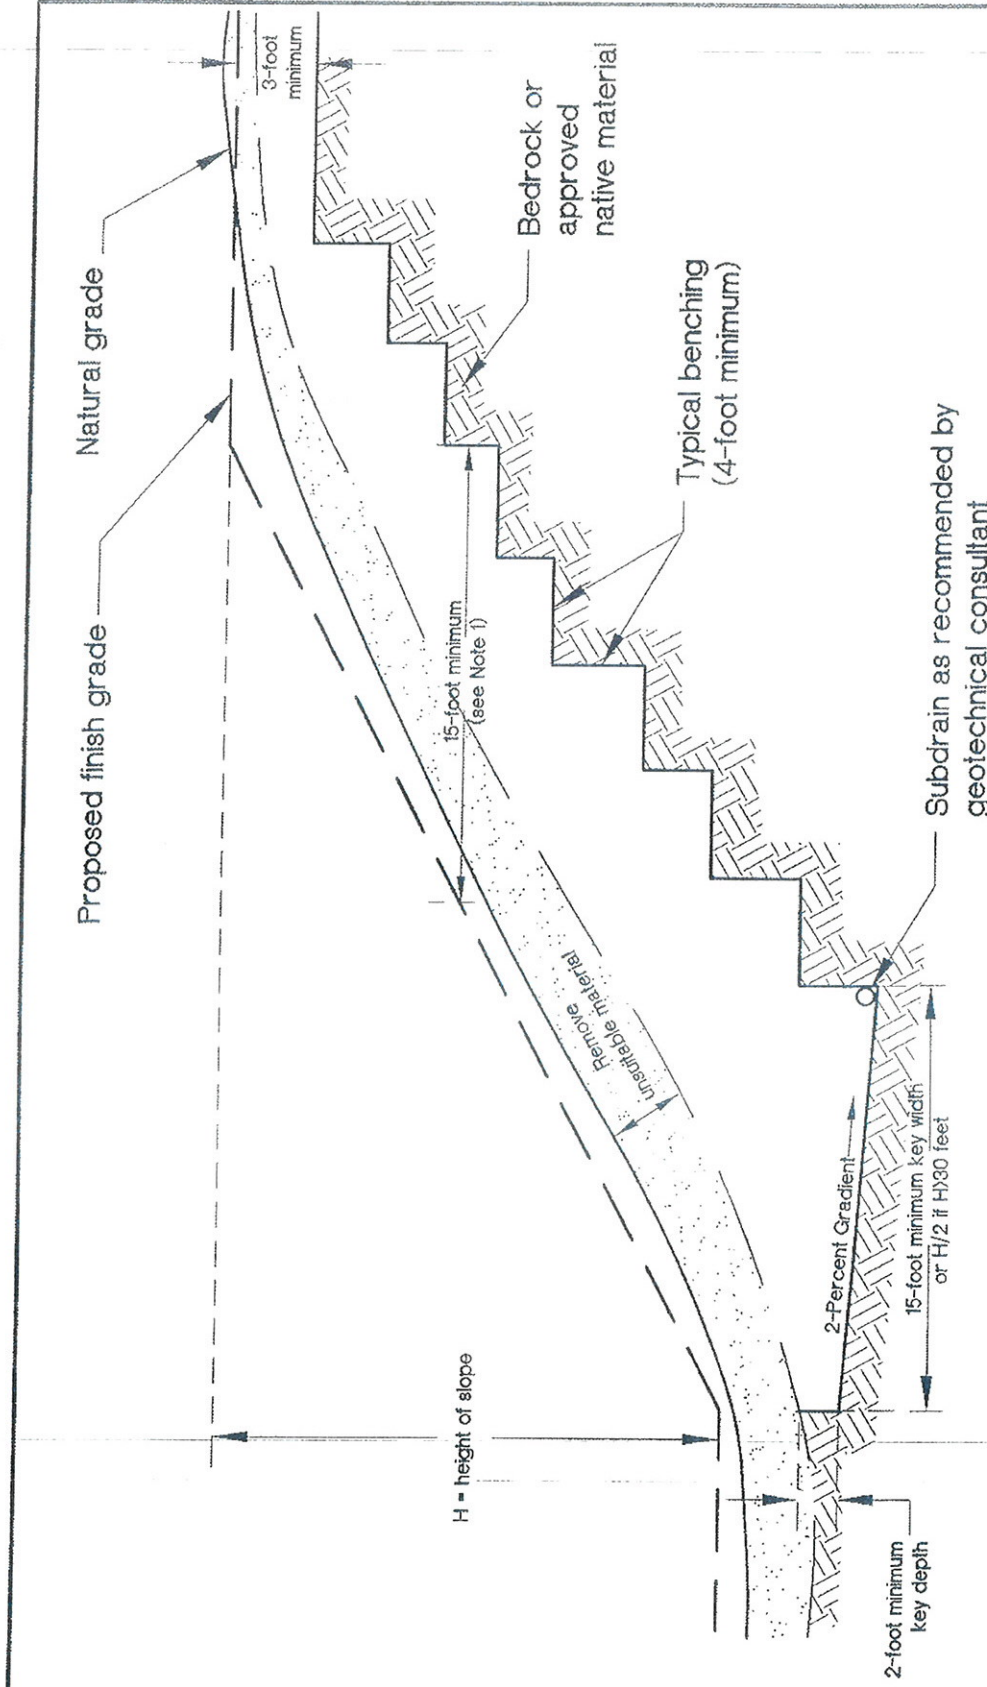 Proposed finish grade
Natural grade
3-foot
minimum
Bedrock or
approved
native material
Typical benching
(4-foot minimum)
15-foot minimum
(see Note 1)
Remove
unsuitable material
H = height of slope
2-Percent Gradient
15-foot minimum key width
or H/2 if H>30 feet
2-foot minimum
key depth
Subdrain as recommended by
geotechnical consultant